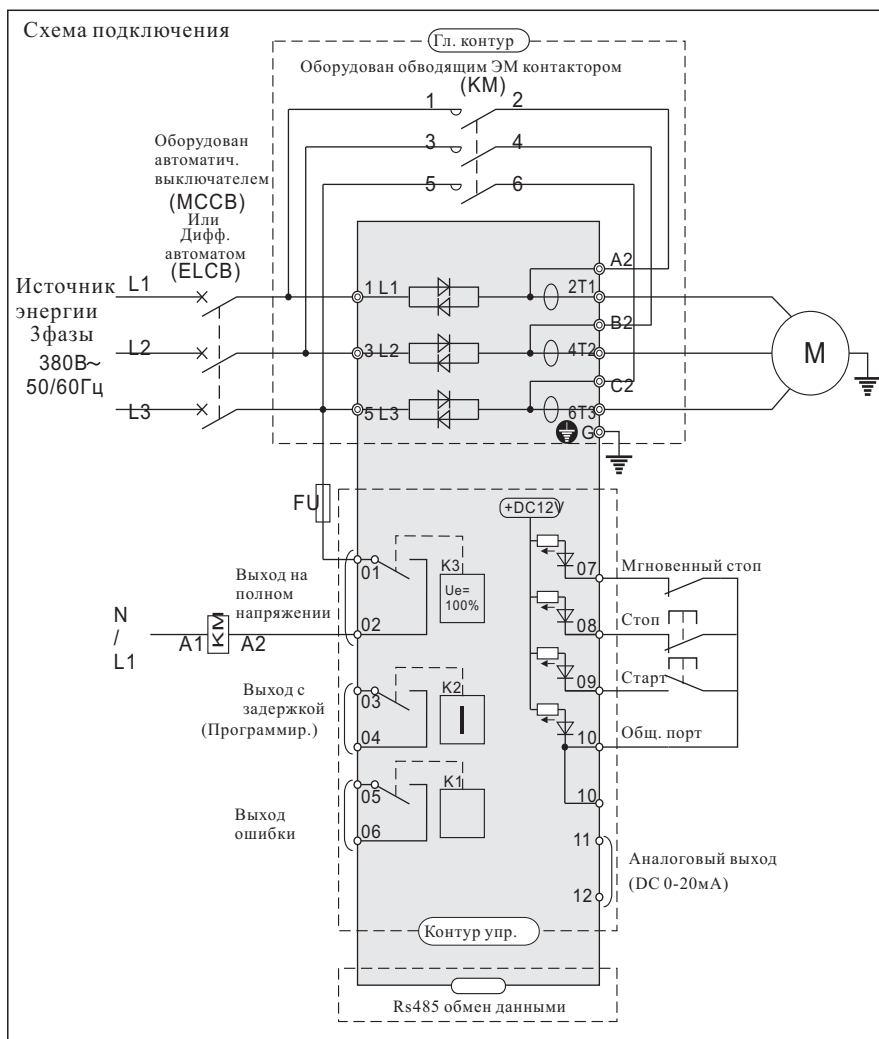 Схема подключения
Гл. контур
Оборудован обводящим ЭМ контактором
(KM)
1 2
3 4
5 6
Оборудован
автоматич.
выключателем
(MCCB)
Или
Дифф.
автоматом
(ELCB)
Источник
энергии
3фазы
380В~
50/60Гц
L1
L2
L3
1 L1
3 L2
5 L3
A2
2T1
B2
4T2
C2
6T3
G
M
FU
+DC12V
01
02
K3
Ue=
100%
Выход на
полном
напряжении
N
/
L1
A1
KM
A2
03
04
K2
I
Выход с
задержкой
(Программир.)
05
06
K1
Выход
ошибки
07
Мгновенный стоп
08
Стоп
09
Старт
10
Общ. порт
10
11
12
Аналоговый выход
(DC 0-20мА)
Контур упр.
Rs485 обмен данными